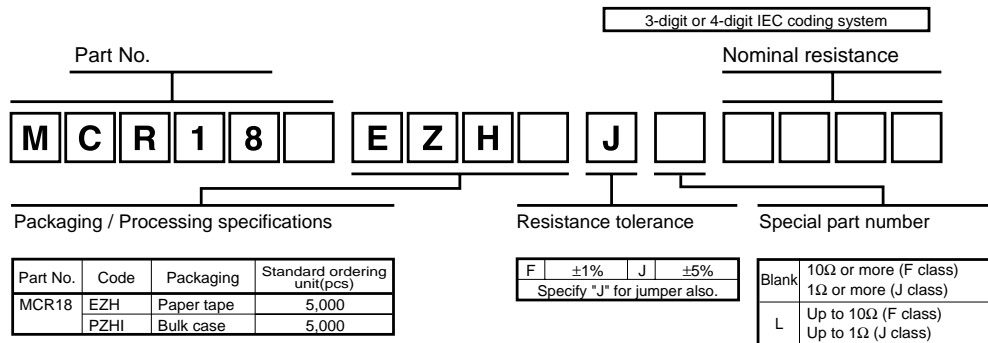 3-digit or 4-digit IEC coding system
Part No.
Nominal resistance
M C R 1 8 E Z H J
Packaging / Processing specifications
Resistance tolerance
Special part number
Part No. Code Packaging Standard ordering unit(pcs)
MCR18 EZH Paper tape 5,000
PZHI Bulk case 5,000
F ±1% J ±5%
Specify "J" for jumper also.
Blank 10Ω or more (F class)
1Ω or more (J class)
L Up to 10Ω (F class)
Up to 1Ω (J class)